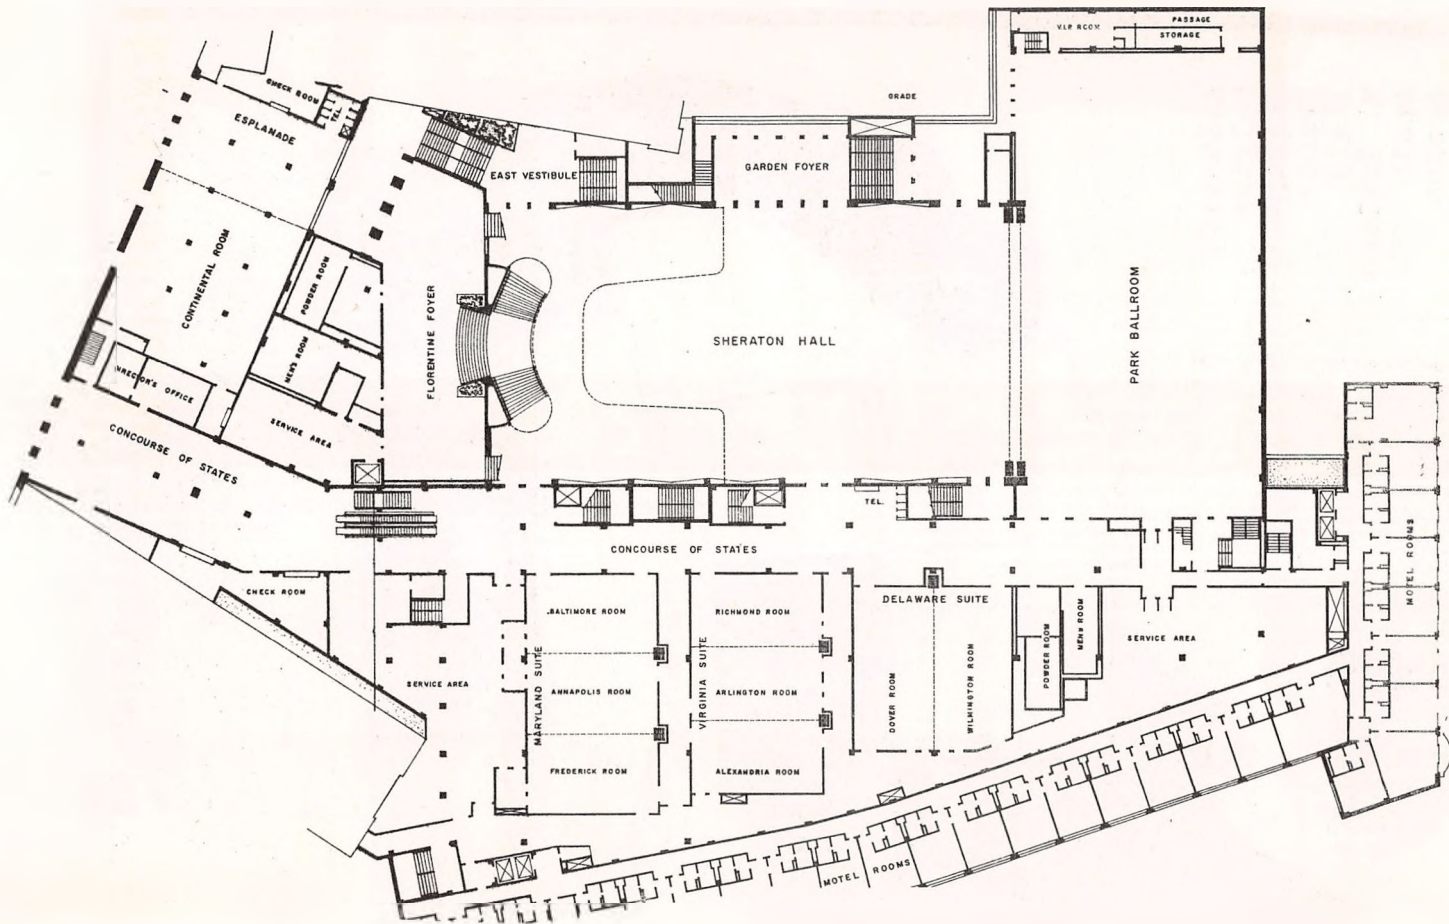 V.I.P. ROOM
PASSAGE
STORAGE
CHECK ROOM
TEL.
ESPLANADE
GRADE
EAST VESTIBULE
GARDEN FOYER
CONTINENTAL ROOM
POWDER ROOM
FLORENTINE FOYER
SHERATON HALL
PARK BALLROOM
MEN'S ROOM
OFFICE
SERVICE AREA
CONCOURSE OF STATES
TEL.
CONCOURSE OF STATES
MOTEL ROOMS
CHECK ROOM
BALTIMORE ROOM
RICHMOND ROOM
DELAWARE SUITE
MEN'S ROOM
POWDER ROOM
SERVICE AREA
SERVICE AREA
MARYLAND SUITE
ANNAPOLIS ROOM
VIRGINIA SUITE
ARLINGTON ROOM
DOVER ROOM
WILMINGTON ROOM
FREDERICK ROOM
ALEXANDRIA ROOM
MOTEL ROOMS